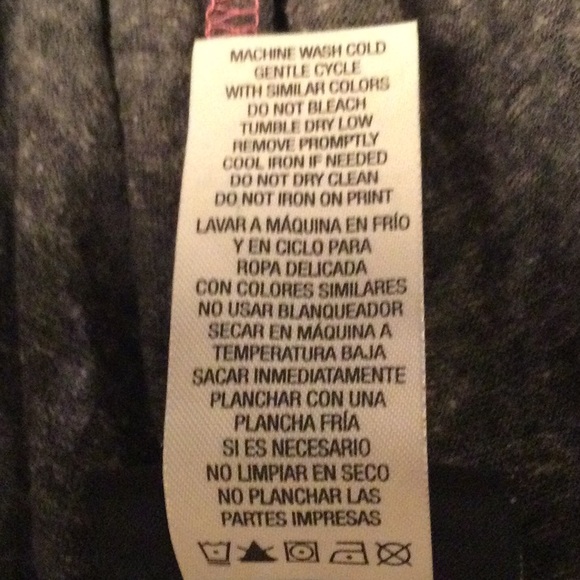 MACHINE WASH COLD
GENTLE CYCLE
WITH SIMILAR COLORS
DO NOT BLEACH
TUMBLE DRY LOW
REMOVE PROMPTLY
COOL IRON IF NEEDED
DO NOT DRY CLEAN
DO NOT IRON ON PRINT
LAVAR A MÁQUINA EN FRÍO
Y EN CICLO PARA
ROPA DELICADA
CON COLORES SIMILARES
NO USAR BLANQUEADOR
SECAR EN MÁQUINA A
TEMPERATURA BAJA
SACAR INMEDIATAMENTE
PLANCHAR CON UNA
PLANCHA FRÍA
SI ES NECESARIO
NO LIMPIAR EN SECO
NO PLANCHAR LAS
PARTES IMPRESAS